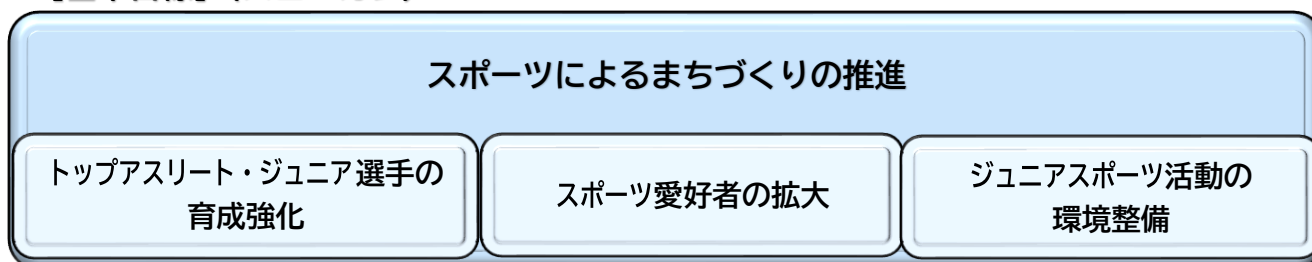 スポーツによるまちづくりの推進
トップアスリート・ジュニア選手の
育成強化
スポーツ愛好者の拡大
ジュニアスポーツ活動の
環境整備